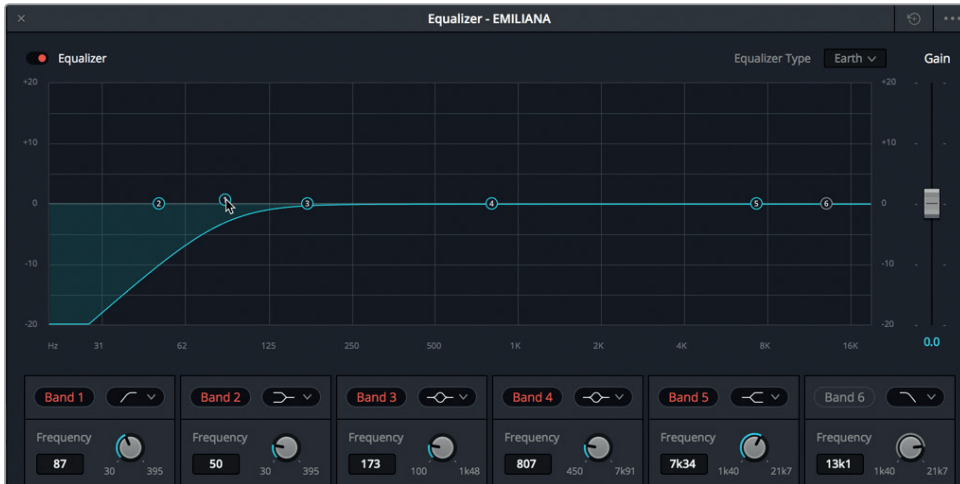 × Equalizer - EMILIANA
Equalizer Equalizer Type Earth Gain
+20 +20
+10 +10
2 3 4 5 6
0 0
-10 -10
-20 -20
Hz 31 62 125 250 500 1K 2K 4K 8K 16K 0.0
Band 1 Band 2 Band 3 Band 4 Band 5 Band 6
Frequency Frequency Frequency Frequency Frequency Frequency
87 50 173 807 7k34 13k1
30 395 30 395 100 1k48 450 7k91 1k40 21k7 1k40 21k7